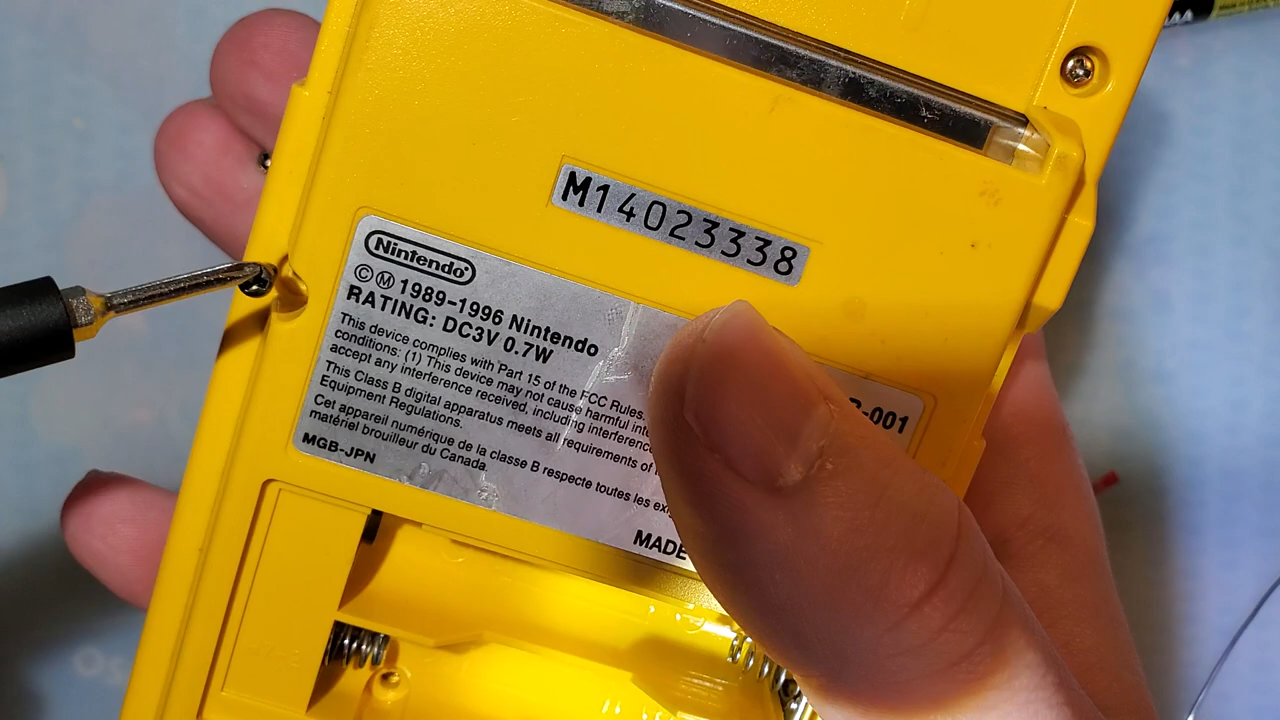 AA
M14023338
Nintendo
©Ⓜ 1989-1996 Nintendo
RATING: DC3V 0.7W
-001
This device complies with Part 15 of the FCC Rules,
conditions: (1) This device may not cause harmful
accept any interference received, including
This Class B digital apparatus meets all requirements of
Equipment Regulations.
Cet appareil numérique de la classe B respecte toutes les
matériel brouilleur du Canada.
MGB-JPN
MADE